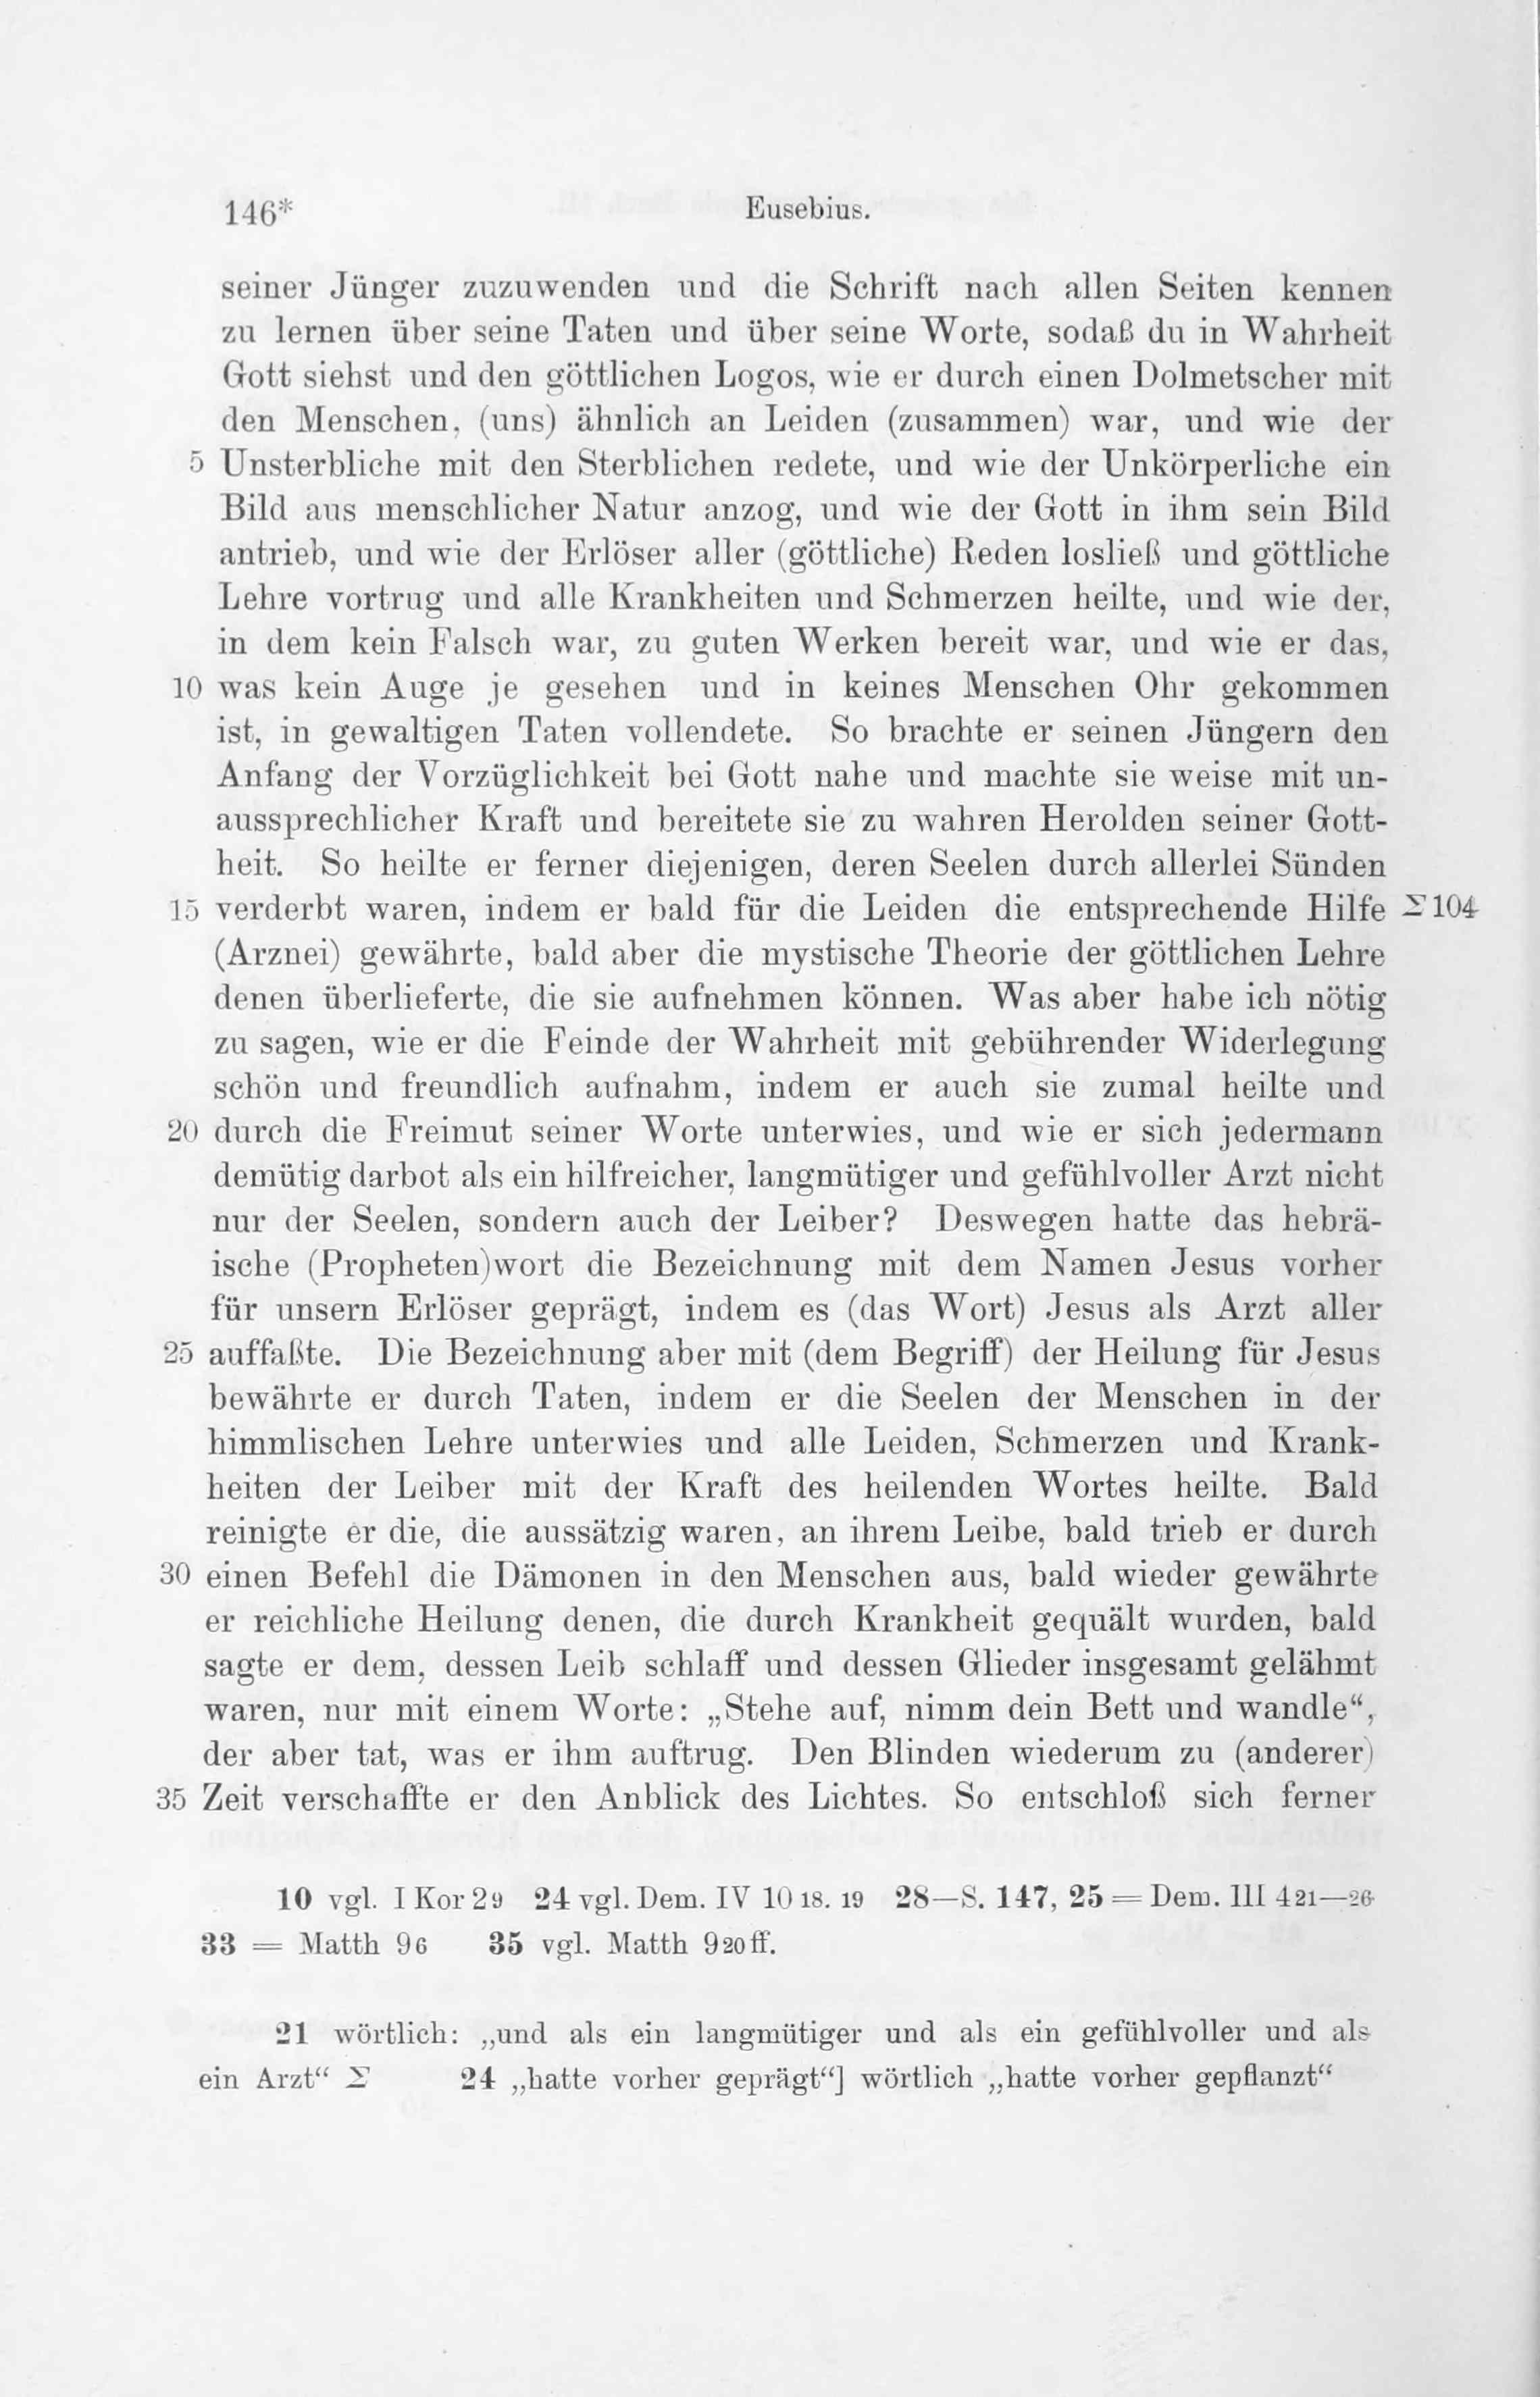 146* Eusebius.
seiner Jünger zuzuwenden und die Schrift nach allen Seiten kennen
zu lernen über seine Taten und über seine Worte, sodaß du in Wahrheit
Gott siehst und den göttlichen Logos, wie er durch einen Dolmetscher mit
den Menschen, (uns) ähnlich an Leiden (zusammen) war, und wie der
5 Unsterbliche mit den Sterblichen redete, und wie der Unkörperliche ein
Bild aus menschlicher Natur anzog, und wie der Gott in ihm sein Bild
antrieb, und wie der Erlöser aller (göttliche) Reden losließ und göttliche
Lehre vortrug und alle Krankheiten und Schmerzen heilte, und wie der,
in dem kein Falsch war, zu guten Werken bereit war, und wie er das,
10 was kein Auge je gesehen und in keines Menschen Ohr gekommen
ist, in gewaltigen Taten vollendete. So brachte er seinen Jüngern den
Anfang der Vorzüglichkeit bei Gott nahe und machte sie weise mit un-
aussprechlicher Kraft und bereitete sie zu wahren Herolden seiner Gott-
heit. So heilte er ferner diejenigen, deren Seelen durch allerlei Sünden
15 verderbt waren, indem er bald für die Leiden die entsprechende Hilfe Σ 104
(Arznei) gewährte, bald aber die mystische Theorie der göttlichen Lehre
denen überlieferte, die sie aufnehmen können. Was aber habe ich nötig
zu sagen, wie er die Feinde der Wahrheit mit gebührender Widerlegung
schön und freundlich aufnahm, indem er auch sie zumal heilte und
20 durch die Freimut seiner Worte unterwies, und wie er sich jedermann
demütig darbot als ein hilfreicher, langmütiger und gefühlvoller Arzt nicht
nur der Seelen, sondern auch der Leiber? Deswegen hatte das hebrä-
ische (Propheten)wort die Bezeichnung mit dem Namen Jesus vorher
für unsern Erlöser geprägt, indem es (das Wort) Jesus als Arzt aller
25 auffaßte. Die Bezeichnung aber mit (dem Begriff) der Heilung für Jesus
bewährte er durch Taten, indem er die Seelen der Menschen in der
himmlischen Lehre unterwies und alle Leiden, Schmerzen und Krank-
heiten der Leiber mit der Kraft des heilenden Wortes heilte. Bald
reinigte er die, die aussätzig waren, an ihrem Leibe, bald trieb er durch
30 einen Befehl die Dämonen in den Menschen aus, bald wieder gewährte
er reichliche Heilung denen, die durch Krankheit gequält wurden, bald
sagte er dem, dessen Leib schlaff und dessen Glieder insgesamt gelähmt
waren, nur mit einem Worte: „Stehe auf, nimm dein Bett und wandle“,
der aber tat, was er ihm auftrug. Den Blinden wiederum zu (anderer)
35 Zeit verschaffte er den Anblick des Lichtes. So entschloß sich ferner
10 vgl. I Kor 2 9 24 vgl. Dem. IV 10 18. 19 28—S. 147, 25 = Dem. III 4 21—26
33 = Matth 9 6 35 vgl. Matth 9 20 ff.
21 wörtlich: „und als ein langmütiger und als ein gefühlvoller und als
ein Arzt“ Σ 24 „hatte vorher geprägt“] wörtlich „hatte vorher gepflanzt“